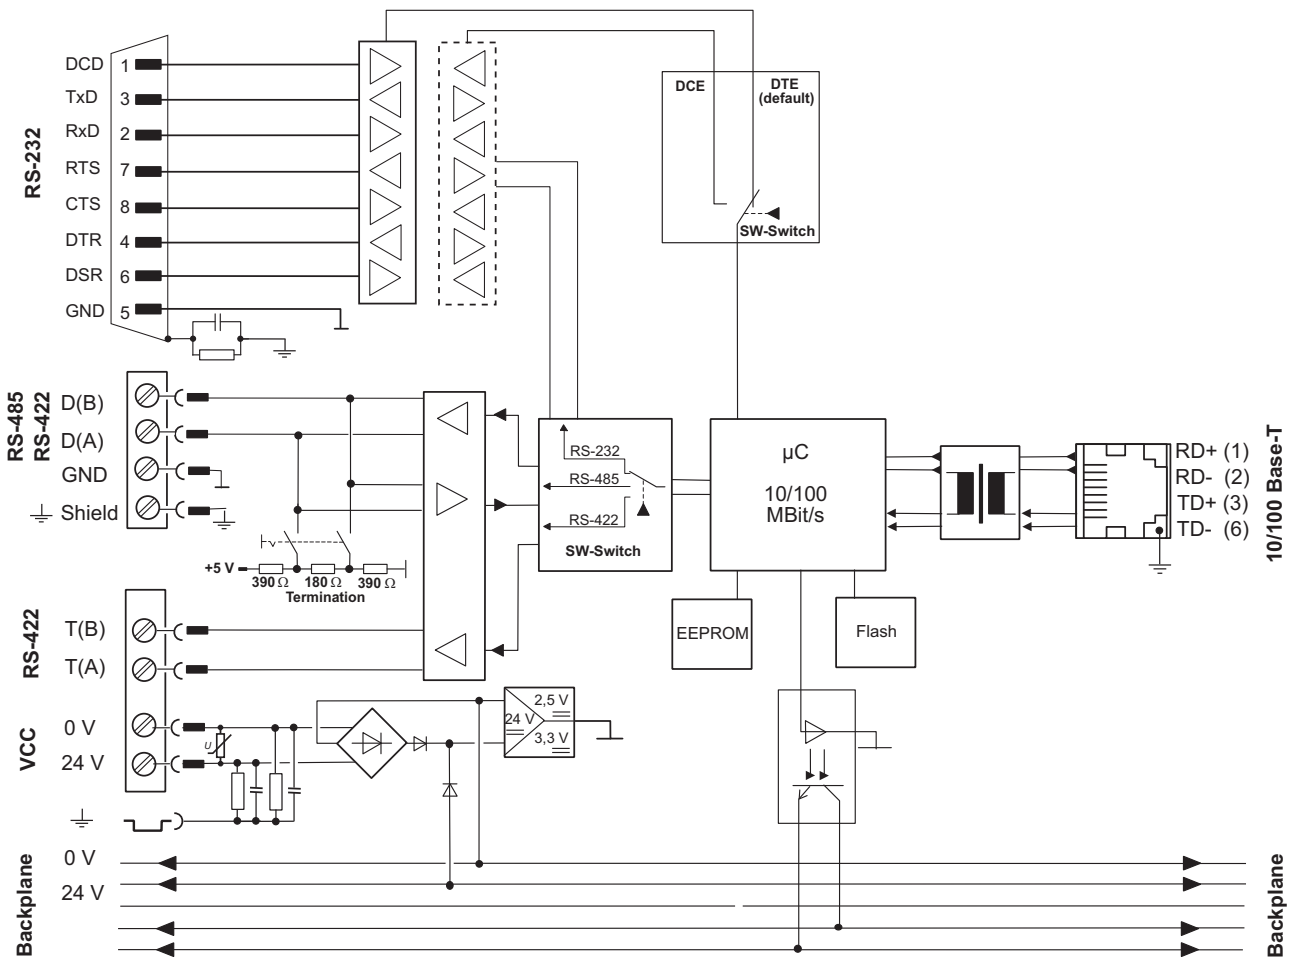 RS-232
DCD 1
TxD 3
RxD 2
RTS 7
CTS 8
DTR 4
DSR 6
GND 5
DCE
DTE
(default)
SW-Switch
RS-485
RS-422
D(B)
D(A)
GND
Shield
+5 V
390 Ω
180 Ω
390 Ω
Termination
RS-232
RS-485
RS-422
SW-Switch
µC
10/100
MBit/s
RD+ (1)
RD- (2)
TD+ (3)
TD- (6)
10/100 Base-T
EEPROM
Flash
RS-422
T(B)
T(A)
VCC
0 V
24 V
U
2,5 V
24 V
3,3 V
Backplane
0 V
24 V
Backplane